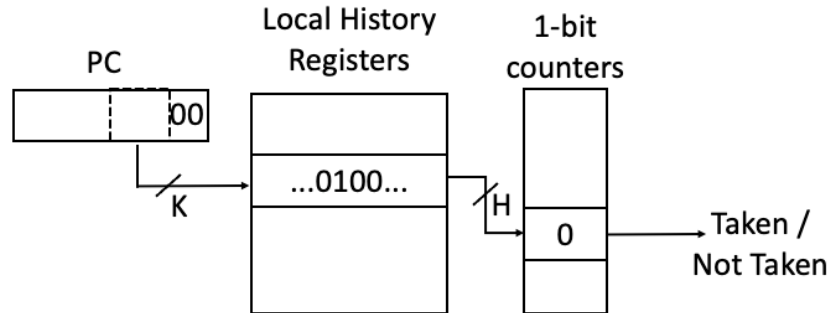 PC
00
K
Local History
Registers
...0100...
H
1-bit
counters
0
Taken /
Not Taken